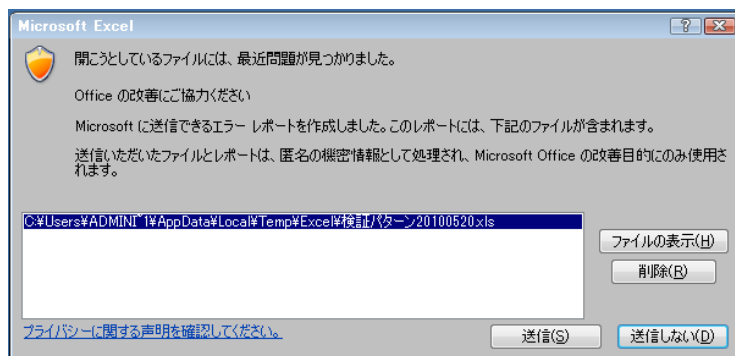 Microsoft Excel
開こうとしているファイルには、最近問題が見つかりました。
Office の改善にご協力ください
Microsoft に送信できるエラー レポートを作成しました。このレポートには、下記のファイルが含まれます。
送信いただいたファイルとレポートは、匿名の機密情報として処理され、Microsoft Office の改善目的にのみ使用さ
れます。
C:¥Users¥ADMINI~1¥AppData¥Local¥Temp¥Excel¥検証パターン20100520.xls
ファイルの表示(H)
削除(R)
プライバシーに関する声明を確認してください。
送信(S)
送信しない(D)